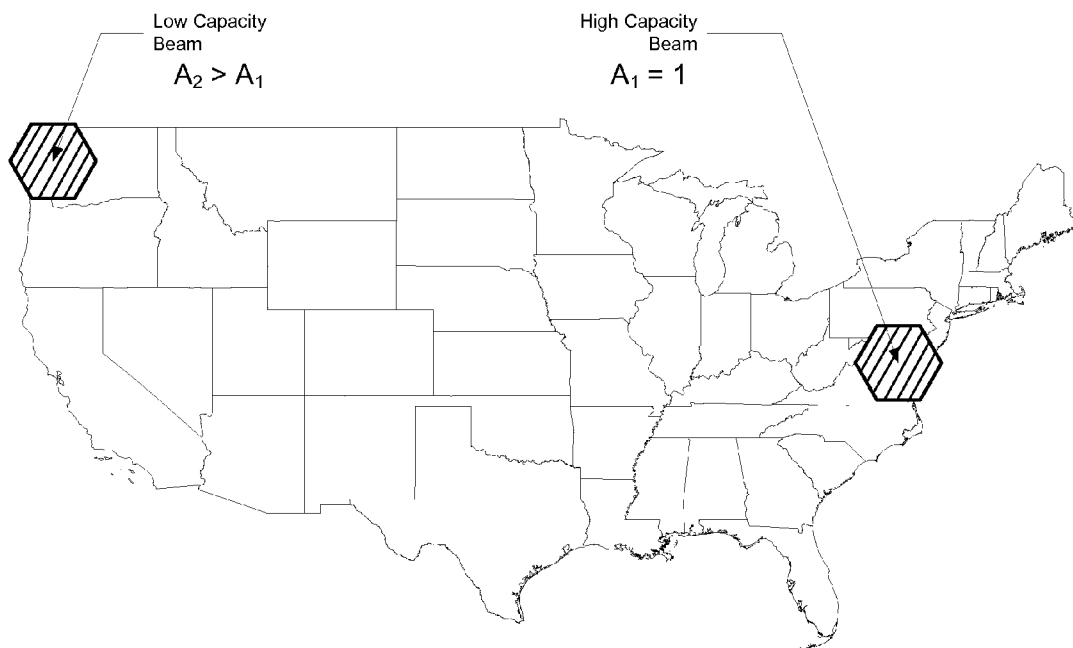 Low Capacity
Beam
A₂ > A₁
High Capacity
Beam
A₁ = 1